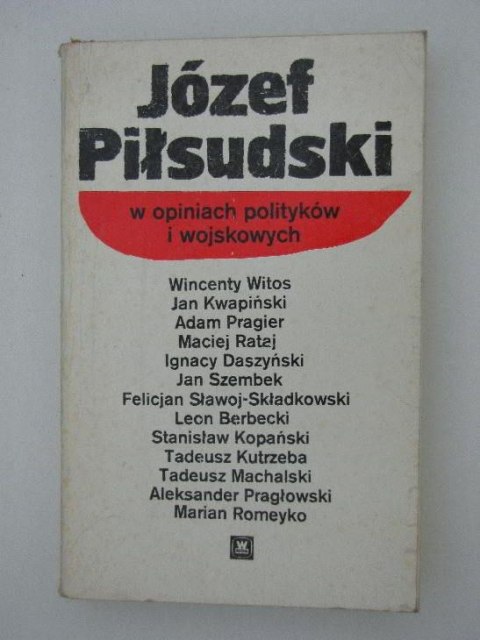 Józef
Piłsudski
w opiniach polityków
i wojskowych
Wincenty Witos
Jan Kwapiński
Adam Pragier
Maciej Rataj
Ignacy Daszyński
Jan Szembek
Felicjan Sławoj-Składkowski
Leon Berbecki
Stanisław Kopański
Tadeusz Kutrzeba
Tadeusz Machalski
Aleksander Pragłowski
Marian Romeyko
W